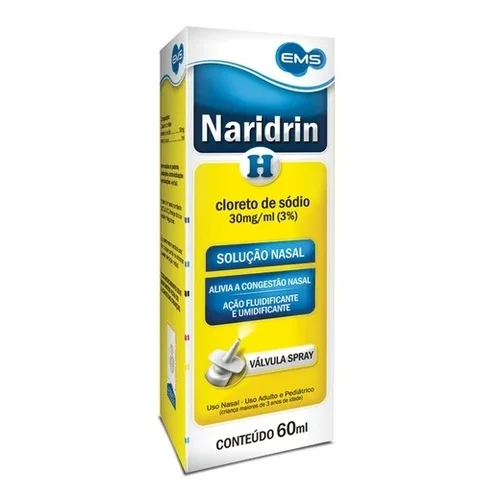 EMS
Naridrin
H
cloreto de sódio
30mg/ml (3%)
SOLUÇÃO NASAL
ALIVIA A CONGESTÃO NASAL
AÇÃO FLUIDIFICANTE
E UMIDIFICANTE
VÁLVULA SPRAY
Uso Nasal - Uso Adulto e Pediátrico
(criança maiores de 3 anos de idade)
CONTEÚDO 60ml